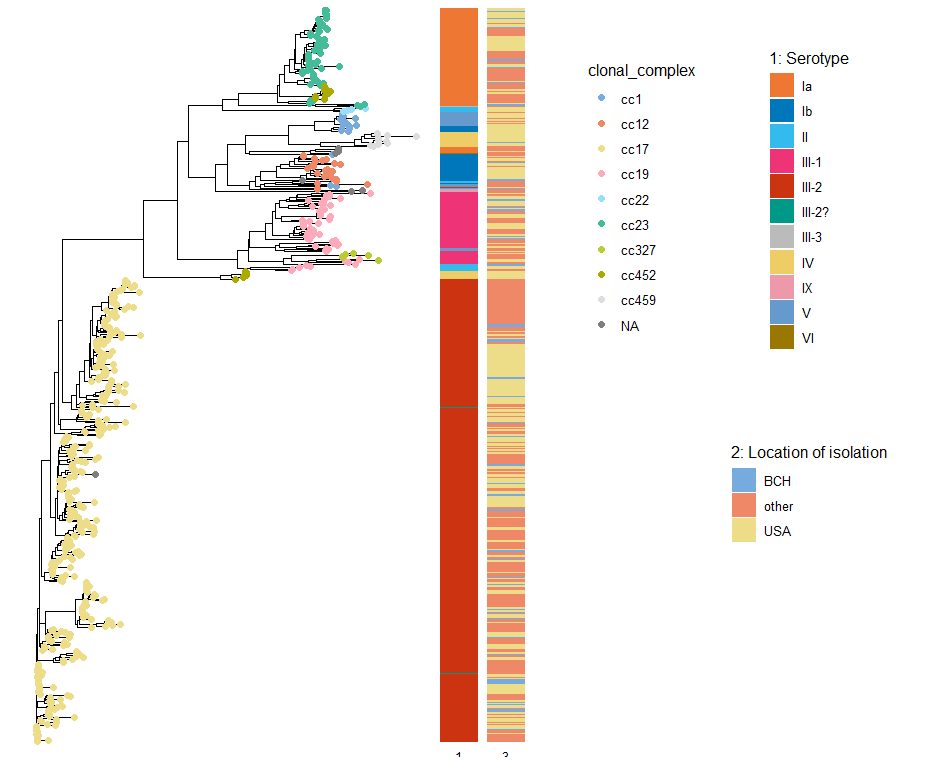 clonal_complex
cc1
cc12
cc17
cc19
cc22
cc23
cc327
cc452
cc459
NA
1: Serotype
Ia
Ib
II
III-1
III-2
III-2?
III-3
IV
IX
V
VI
2: Location of isolation
BCH
other
USA